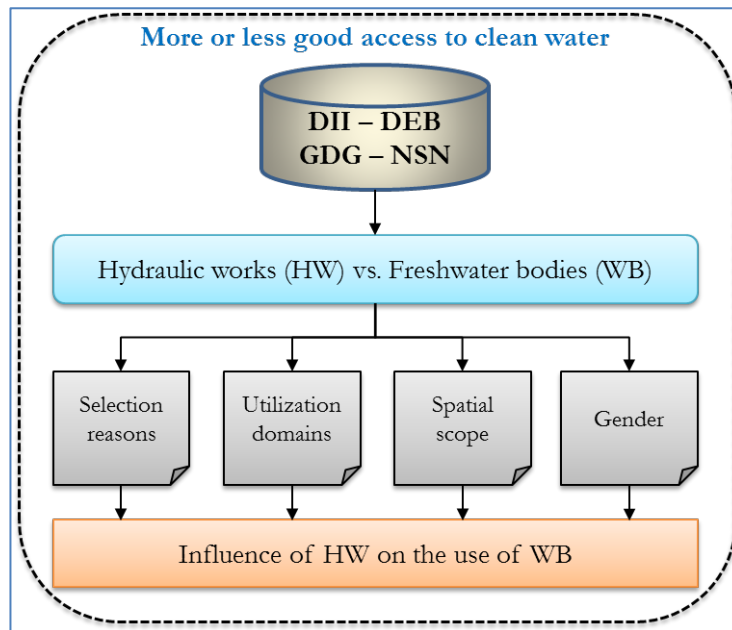 More or less good access to clean water
DII – DEB
GDG – NSN
Hydraulic works (HW) vs. Freshwater bodies (WB)
Selection
reasons
Utilization
domains
Spatial
scope
Gender
Influence of HW on the use of WB